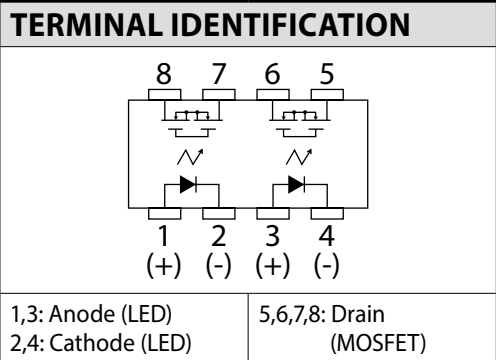 TERMINAL IDENTIFICATION
8 7 6 5
1 2 3 4
(+) (-) (+) (-)
1,3: Anode (LED)
2,4: Cathode (LED)
5,6,7,8: Drain
(MOSFET)